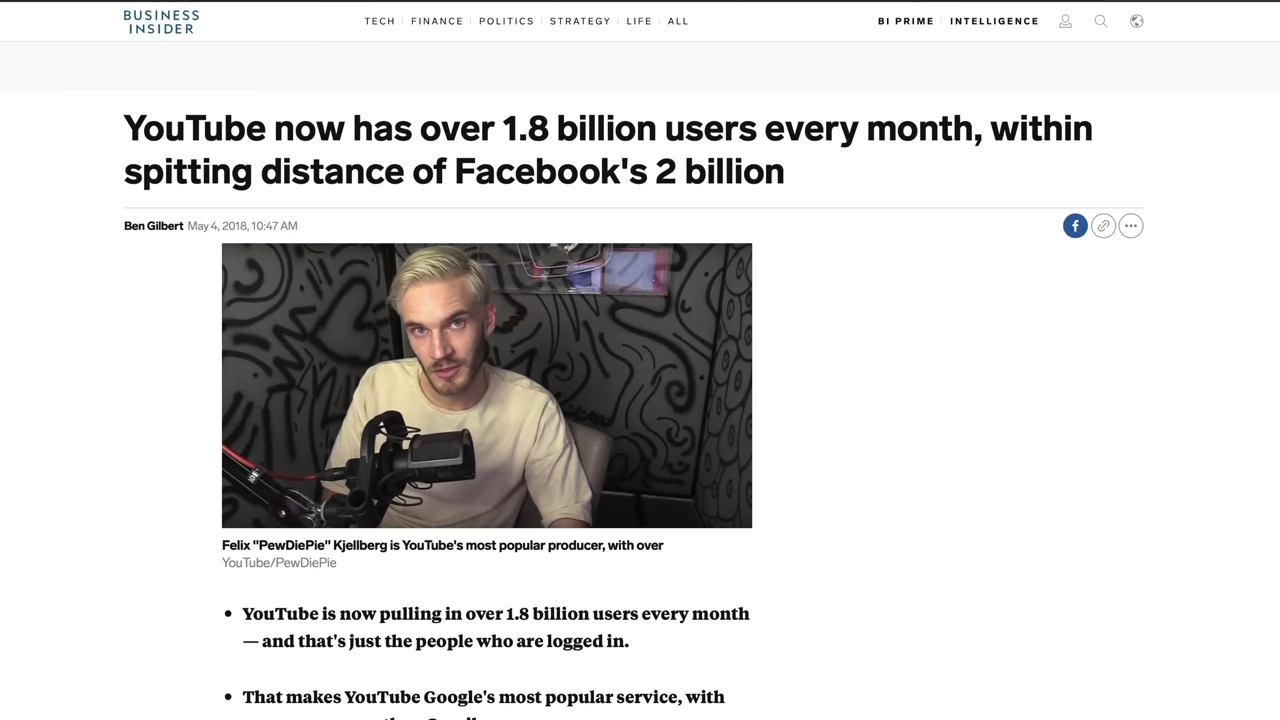 BUSINESS
INSIDER
TECH FINANCE POLITICS STRATEGY LIFE ALL
BI PRIME INTELLIGENCE
YouTube now has over 1.8 billion users every month, within
spitting distance of Facebook's 2 billion
Ben Gilbert May 4, 2018, 10:47 AM
Felix "PewDiePie" Kjellberg is YouTube's most popular producer, with over
YouTube/PewDiePie
• YouTube is now pulling in over 1.8 billion users every month
— and that's just the people who are logged in.
• That makes YouTube Google's most popular service, with